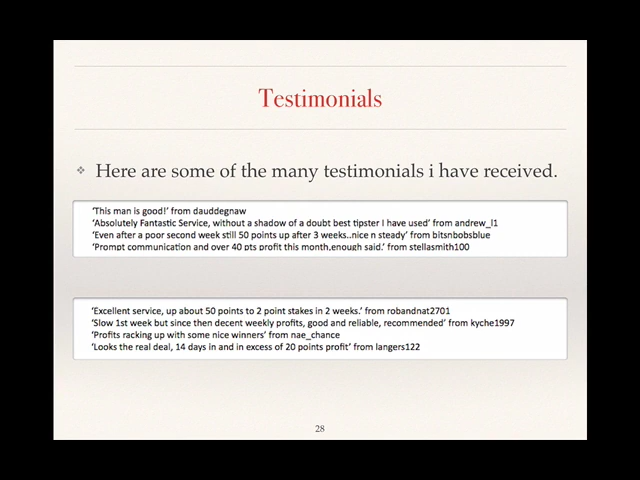 Testimonials
Here are some of the many testimonials i have received.
'This man is good!' from dauddegnaw
'Absolutely Fantastic Service, without a shadow of a doubt best tipster I have used' from andrew_l1
'Even after a poor second week still 50 points up after 3 weeks..nice n steady' from bitsnbobsblue
'Prompt communication and over 40 pts profit this month,enough said.' from stellasmith100
'Excellent service, up about 50 points to 2 point stakes in 2 weeks.' from robandnat2701
'Slow 1st week but since then decent weekly profits, good and reliable, recommended' from kyche1997
'Profits racking up with some nice winners' from nae_chance
'Looks the real deal, 14 days in and in excess of 20 points profit' from langers122
28